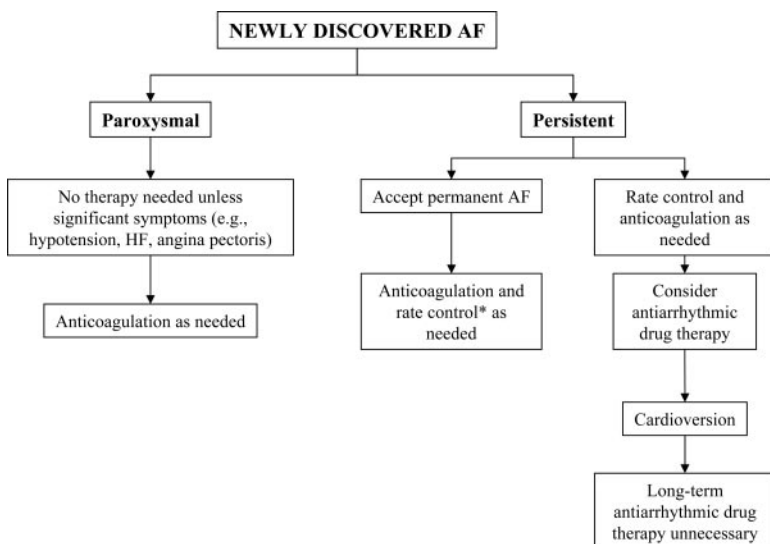 NEWLY DISCOVERED AF
Paroxysmal
Persistent
No therapy needed unless
significant symptoms (e.g.,
hypotension, HF, angina pectoris)
Anticoagulation as needed
Accept permanent AF
Anticoagulation and
rate control* as
needed
Rate control and
anticoagulation as
needed
Consider
antiarrhythmic
drug therapy
Cardioversion
Long-term
antiarrhythmic drug
therapy unnecessary